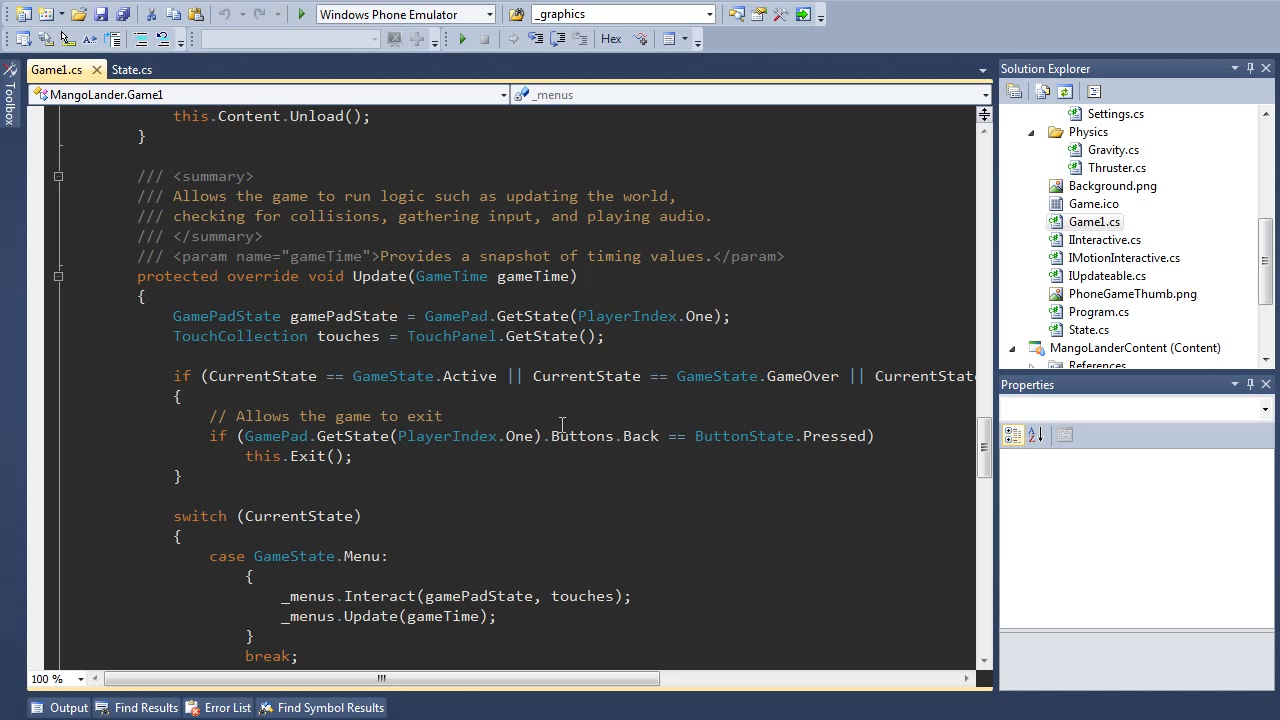 Windows Phone Emulator
_graphics
Hex
Toolbox
Game1.cs
State.cs
MangoLander.Game1
_menus
this.Content.Unload();
}
/// <summary>
/// Allows the game to run logic such as updating the world,
/// checking for collisions, gathering input, and playing audio.
/// </summary>
/// <param name="gameTime">Provides a snapshot of timing values.</param>
protected override void Update(GameTime gameTime)
{
GamePadState gamePadState = GamePad.GetState(PlayerIndex.One);
TouchCollection touches = TouchPanel.GetState();
if (CurrentState == GameState.Active || CurrentState == GameState.GameOver || CurrentState
{
// Allows the game to exit
if (GamePad.GetState(PlayerIndex.One).Buttons.Back == ButtonState.Pressed)
this.Exit();
}
switch (CurrentState)
{
case GameState.Menu:
{
_menus.Interact(gamePadState, touches);
_menus.Update(gameTime);
}
break;
100 %
Solution Explorer
Settings.cs
Physics
Gravity.cs
Thruster.cs
Background.png
Game.ico
Game1.cs
IInteractive.cs
IMotionInteractive.cs
IUpdateable.cs
PhoneGameThumb.png
Program.cs
State.cs
MangoLanderContent (Content)
References
Properties
Output
Find Results
Error List
Find Symbol Results